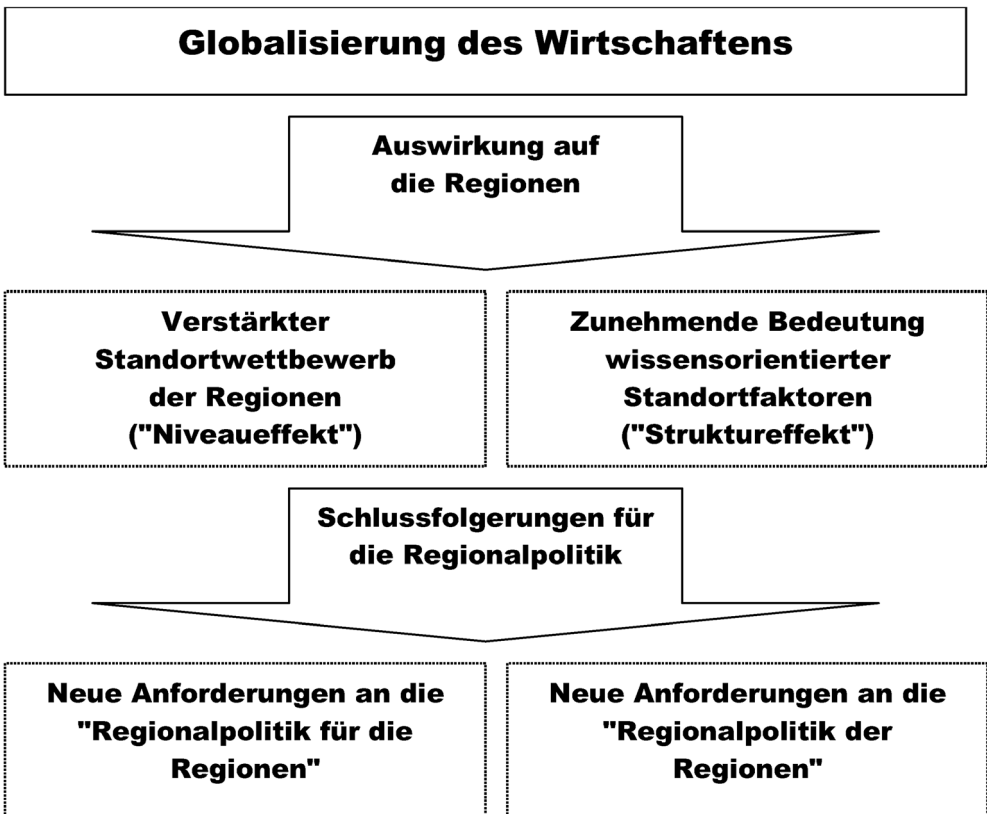 Globalisierung des Wirtschaftens
Auswirkung auf
die Regionen
Verstärkter
Standortwettbewerb
der Regionen
("Niveaueffekt")
Zunehmende Bedeutung
wissensorientierter
Standortfaktoren
("Struktureffekt")
Schlussfolgerungen für
die Regionalpolitik
Neue Anforderungen an die
"Regionalpolitik für die
Regionen"
Neue Anforderungen an die
"Regionalpolitik der
Regionen"